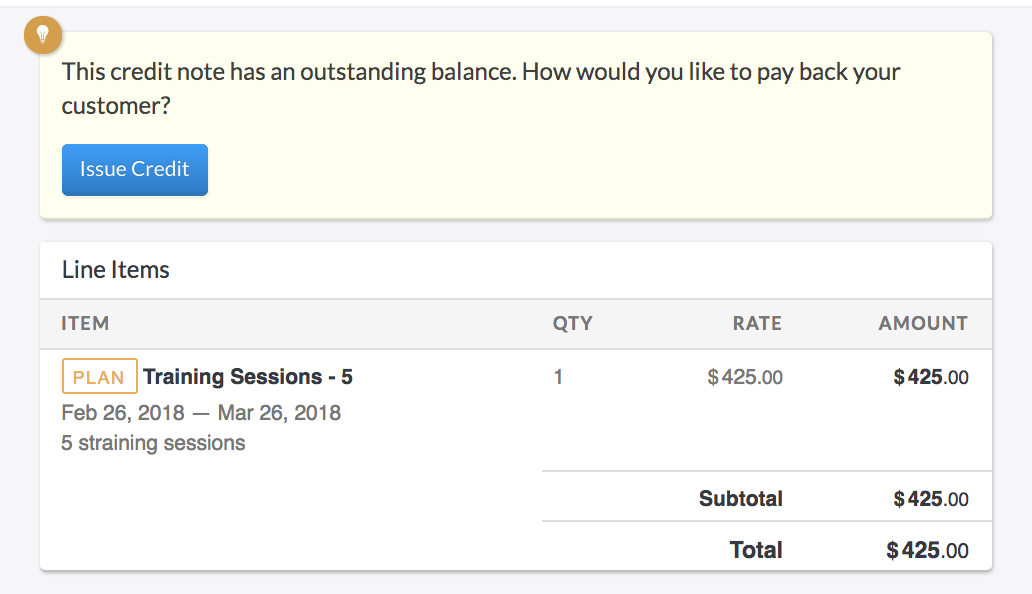 This credit note has an outstanding balance. How would you like to pay back your
customer?
Issue Credit
Line Items
ITEM QTY RATE AMOUNT
PLAN Training Sessions - 5 1 $425.00 $425.00
Feb 26, 2018 — Mar 26, 2018
5 straining sessions
Subtotal $425.00
Total $425.00